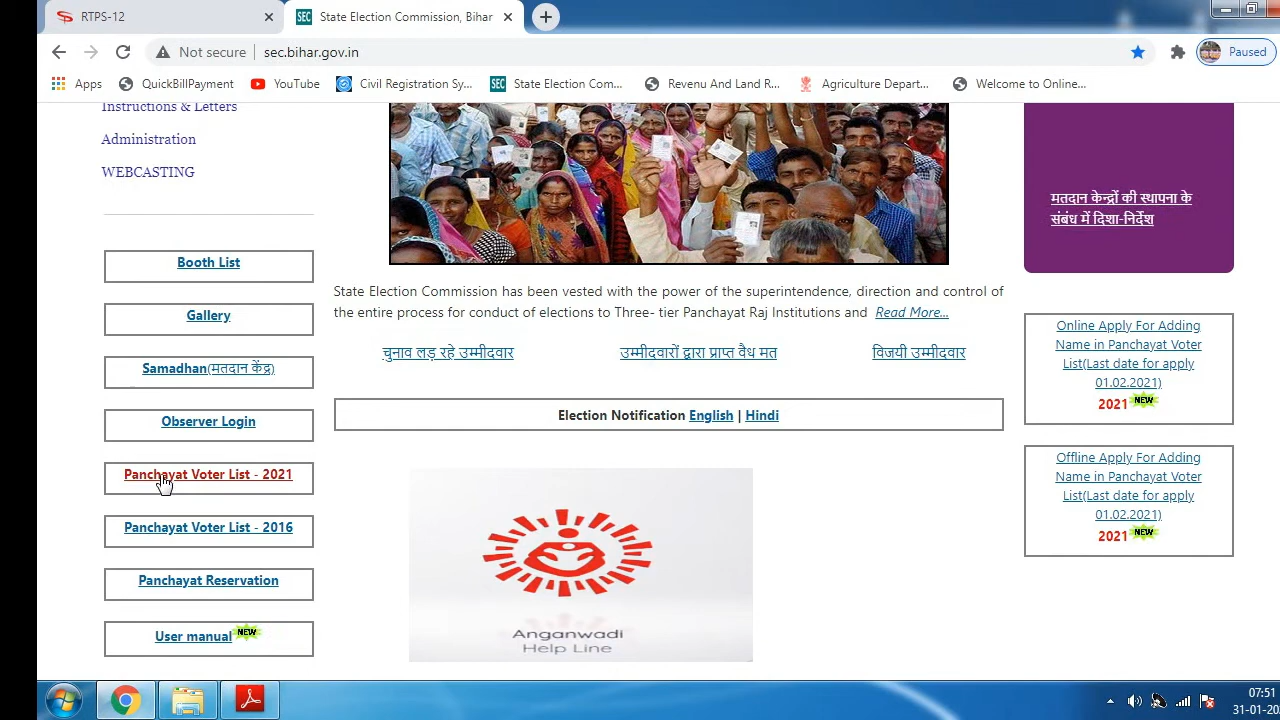 RTPS-12
State Election Commission, Bihar
Not secure
sec.bihar.gov.in
Paused
Apps
QuickBillPayment
YouTube
Civil Registration Sy...
State Election Com...
Revenu And Land R...
Agriculture Depart...
Welcome to Online...
Instructions & Letters
Administration
WEBCASTING
Booth List
Gallery
Samadhan(मतदान केंद्र)
Observer Login
Panchayat Voter List - 2021
Panchayat Voter List - 2016
Panchayat Reservation
User manual NEW
State Election Commission has been vested with the power of the superintendence, direction and control of
the entire process for conduct of elections to Three- tier Panchayat Raj Institutions and Read More...
चुनाव लड़ रहे उम्मीदवार
उम्मीदवारों द्वारा प्राप्त वैध मत
विजयी उम्मीदवार
Election Notification English | Hindi
Anganwadi
Help Line
मतदान केन्द्रों की स्थापना के
संबंध में दिशा-निर्देश
Online Apply For Adding
Name in Panchayat Voter
List(Last date for apply
01.02.2021)
2021 NEW
Offline Apply For Adding
Name in Panchayat Voter
List(Last date for apply
01.02.2021)
2021 NEW
07:51
31-01-20